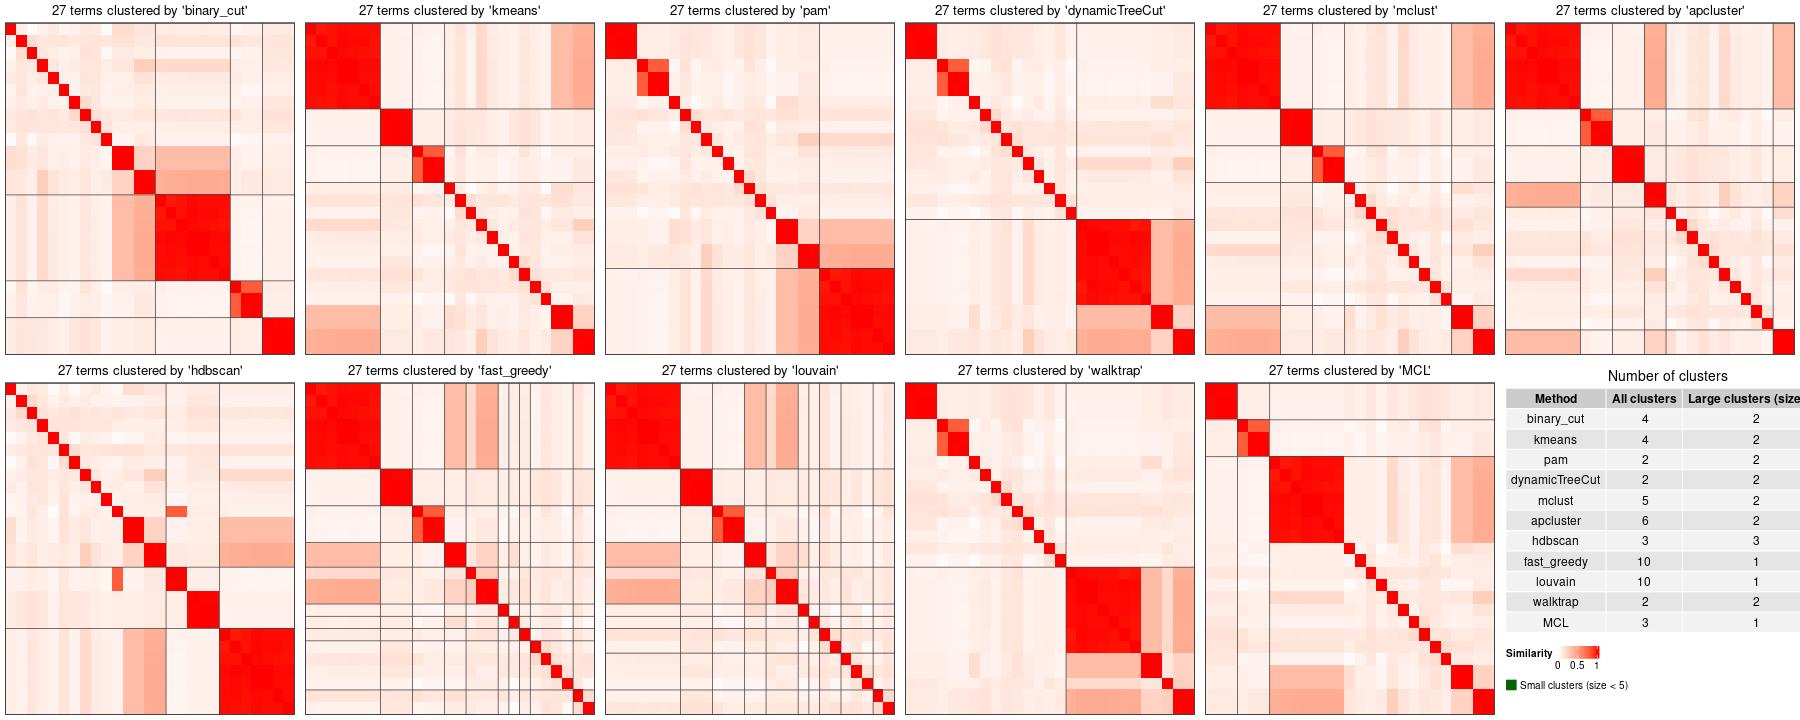 27 terms clustered by 'binary_cut'
27 terms clustered by 'kmeans'
27 terms clustered by 'pam'
27 terms clustered by 'dynamicTreeCut'
27 terms clustered by 'mclust'
27 terms clustered by 'apcluster'
27 terms clustered by 'hdbscan'
27 terms clustered by 'fast_greedy'
27 terms clustered by 'louvain'
27 terms clustered by 'walktrap'
27 terms clustered by 'MCL'
Number of clusters
Method All clusters Large clusters (size
binary_cut 4 2
kmeans 4 2
pam 2 2
dynamicTreeCut 2 2
mclust 5 2
apcluster 6 2
hdbscan 3 3
fast_greedy 10 1
louvain 10 1
walktrap 2 2
MCL 3 1
Similarity
0 0.5 1
Small clusters (size < 5)